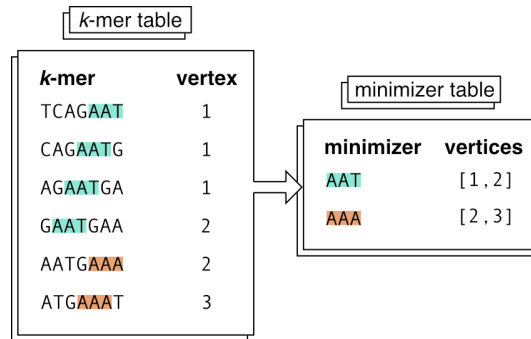 k-mer table
k-mer vertex
TCAGAAT 1
CAGAATG 1
AGAATGA 1
GAATGAA 2
AATGAAA 2
ATGAAAT 3
minimizer table
minimizer vertices
AAT [1,2]
AAA [2,3]